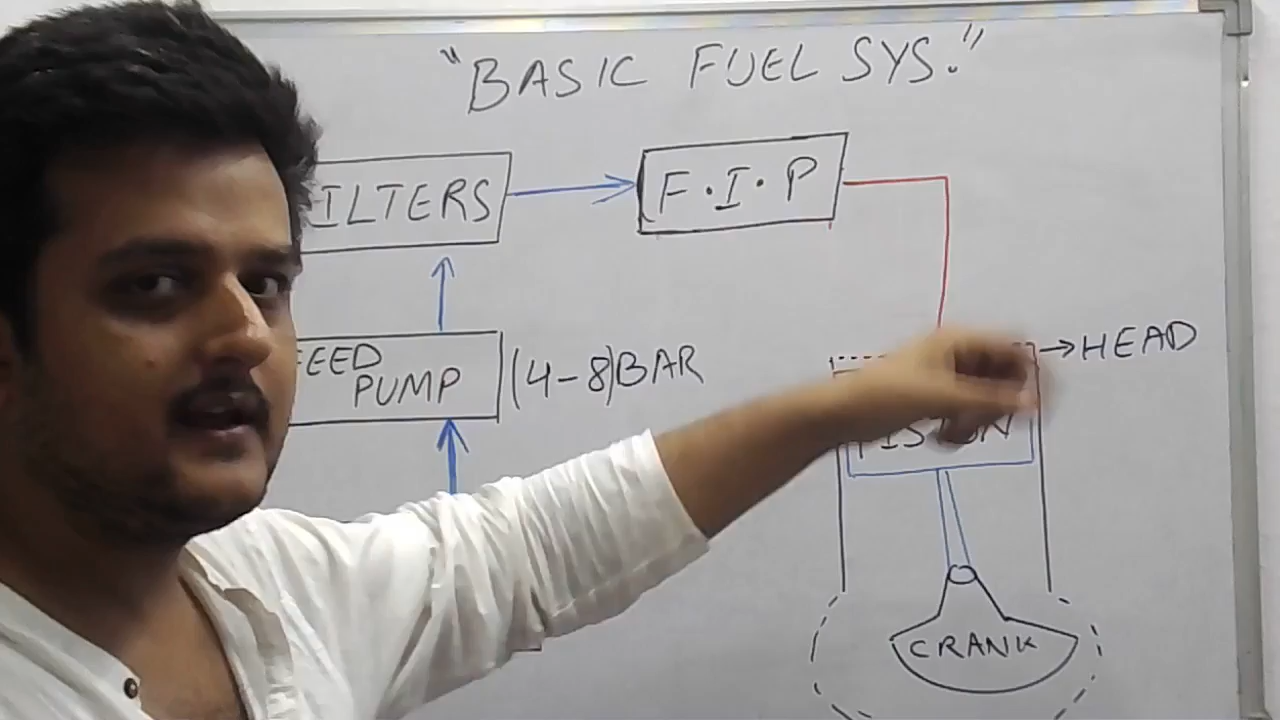 "BASIC FUEL SYS."
ILTERS
F.I.P
EED
PUMP
(4-8)BAR
HEAD
CRANK